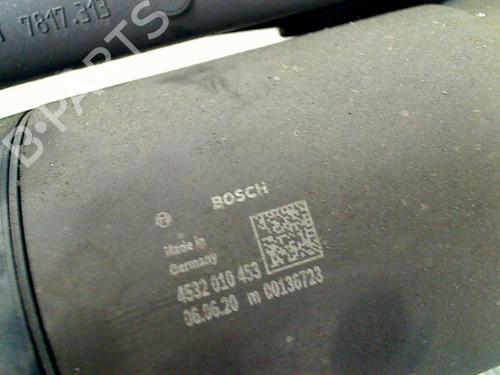 7817.313
B-PARTS
BOSCH
Made in
Germany
4532 010 453
06.06.20 m 00136723